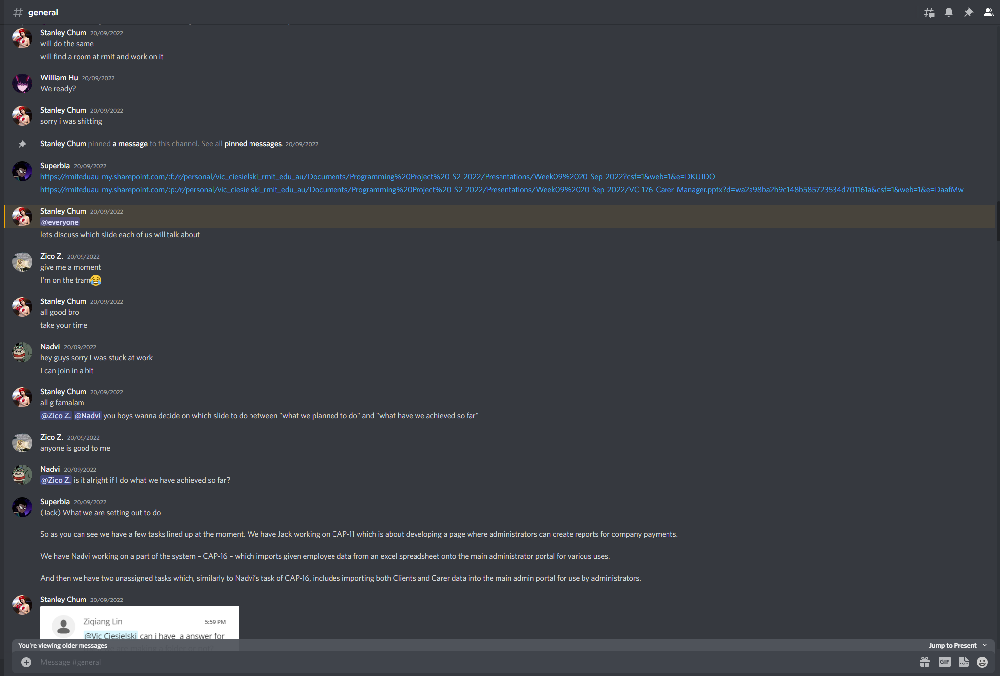 general
Stanley Chum 20/09/2022
will do the same
will find a room at rmit and work on it
William Hu 20/09/2022
We ready?
Stanley Chum 20/09/2022
sorry i was shitting
Stanley Chum pinned a message to this channel. See all pinned messages. 20/09/2022
Superbia 20/09/2022
https://rmiteduau-my.sharepoint.com/:f:/r/personal/vic_ciesielski_rmit_edu_au/Documents/Programming%20Project%20-S2-2022/Presentations/Week09%2020-Sep-2022?csf=1&web=1&e=DKUJDO
https://rmiteduau-my.sharepoint.com/:p:/r/personal/vic_ciesielski_rmit_edu_au/Documents/Programming%20Project%20-S2-2022/Presentations/Week09%2020-Sep-2022/VC-176-Carer-Manager.pptx?d=wa2a98ba2b9c148b585723534d701161a&csf=1&web=1&e=DaafMw
Stanley Chum 20/09/2022
@everyone
lets discuss which slide each of us will talk about
Zico Z. 20/09/2022
give me a moment
I'm on the tram😂
Stanley Chum 20/09/2022
all good bro
take your time
Nadvi 20/09/2022
hey guys sorry I was stuck at work
I can join in a bit
Stanley Chum 20/09/2022
all g famalam
@Zico Z. @Nadvi you boys wanna decide on which slide to do between "what we planned to do" and "what have we achieved so far"
Zico Z. 20/09/2022
anyone is good to me
Nadvi 20/09/2022
@Zico Z. is it alright if I do what we have achieved so far?
Superbia 20/09/2022
(Jack) What we are setting out to do
So as you can see we have a few tasks lined up at the moment. We have Jack working on CAP-11 which is about developing a page where administrators can create reports for company payments.
We have Nadvi working on a part of the system – CAP-16 – which imports given employee data from an excel spreadsheet onto the main administrator portal for various uses.
And then we have two unassigned tasks which, similarly to Nadvi's task of CAP-16, includes importing both Clients and Carer data into the main admin portal for use by administrators.
Stanley Chum 20/09/2022
Ziqiang Lin 5:59 PM
@Vic Ciesielski can i have a answer for
are making a folder or not?
You're viewing older messages Jump to Present
Message #general
GIF